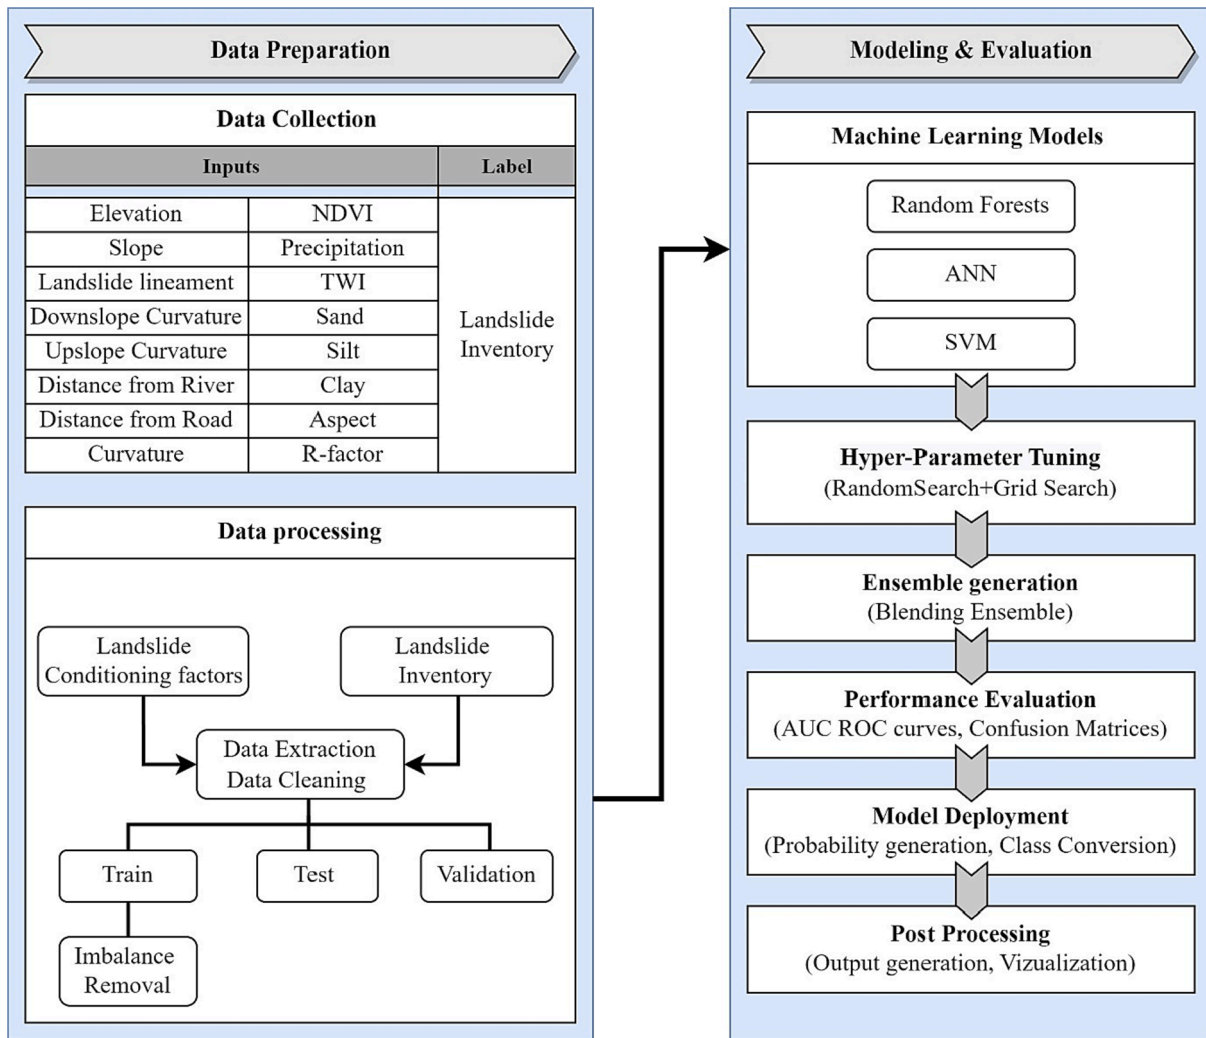 Data Preparation
Data Collection
Inputs
Label
Elevation
NDVI
Slope
Precipitation
Landslide lineament
TWI
Downslope Curvature
Sand
Upslope Curvature
Silt
Distance from River
Clay
Distance from Road
Aspect
Curvature
R-factor
Landslide
Inventory
Data processing
Landslide
Conditioning factors
Landslide
Inventory
Data Extraction
Data Cleaning
Train
Test
Validation
Imbalance
Removal
Modeling & Evaluation
Machine Learning Models
Random Forests
ANN
SVM
Hyper-Parameter Tuning
(RandomSearch+Grid Search)
Ensemble generation
(Blending Ensemble)
Performance Evaluation
(AUC ROC curves, Confusion Matrices)
Model Deployment
(Probability generation, Class Conversion)
Post Processing
(Output generation, Vizualization)